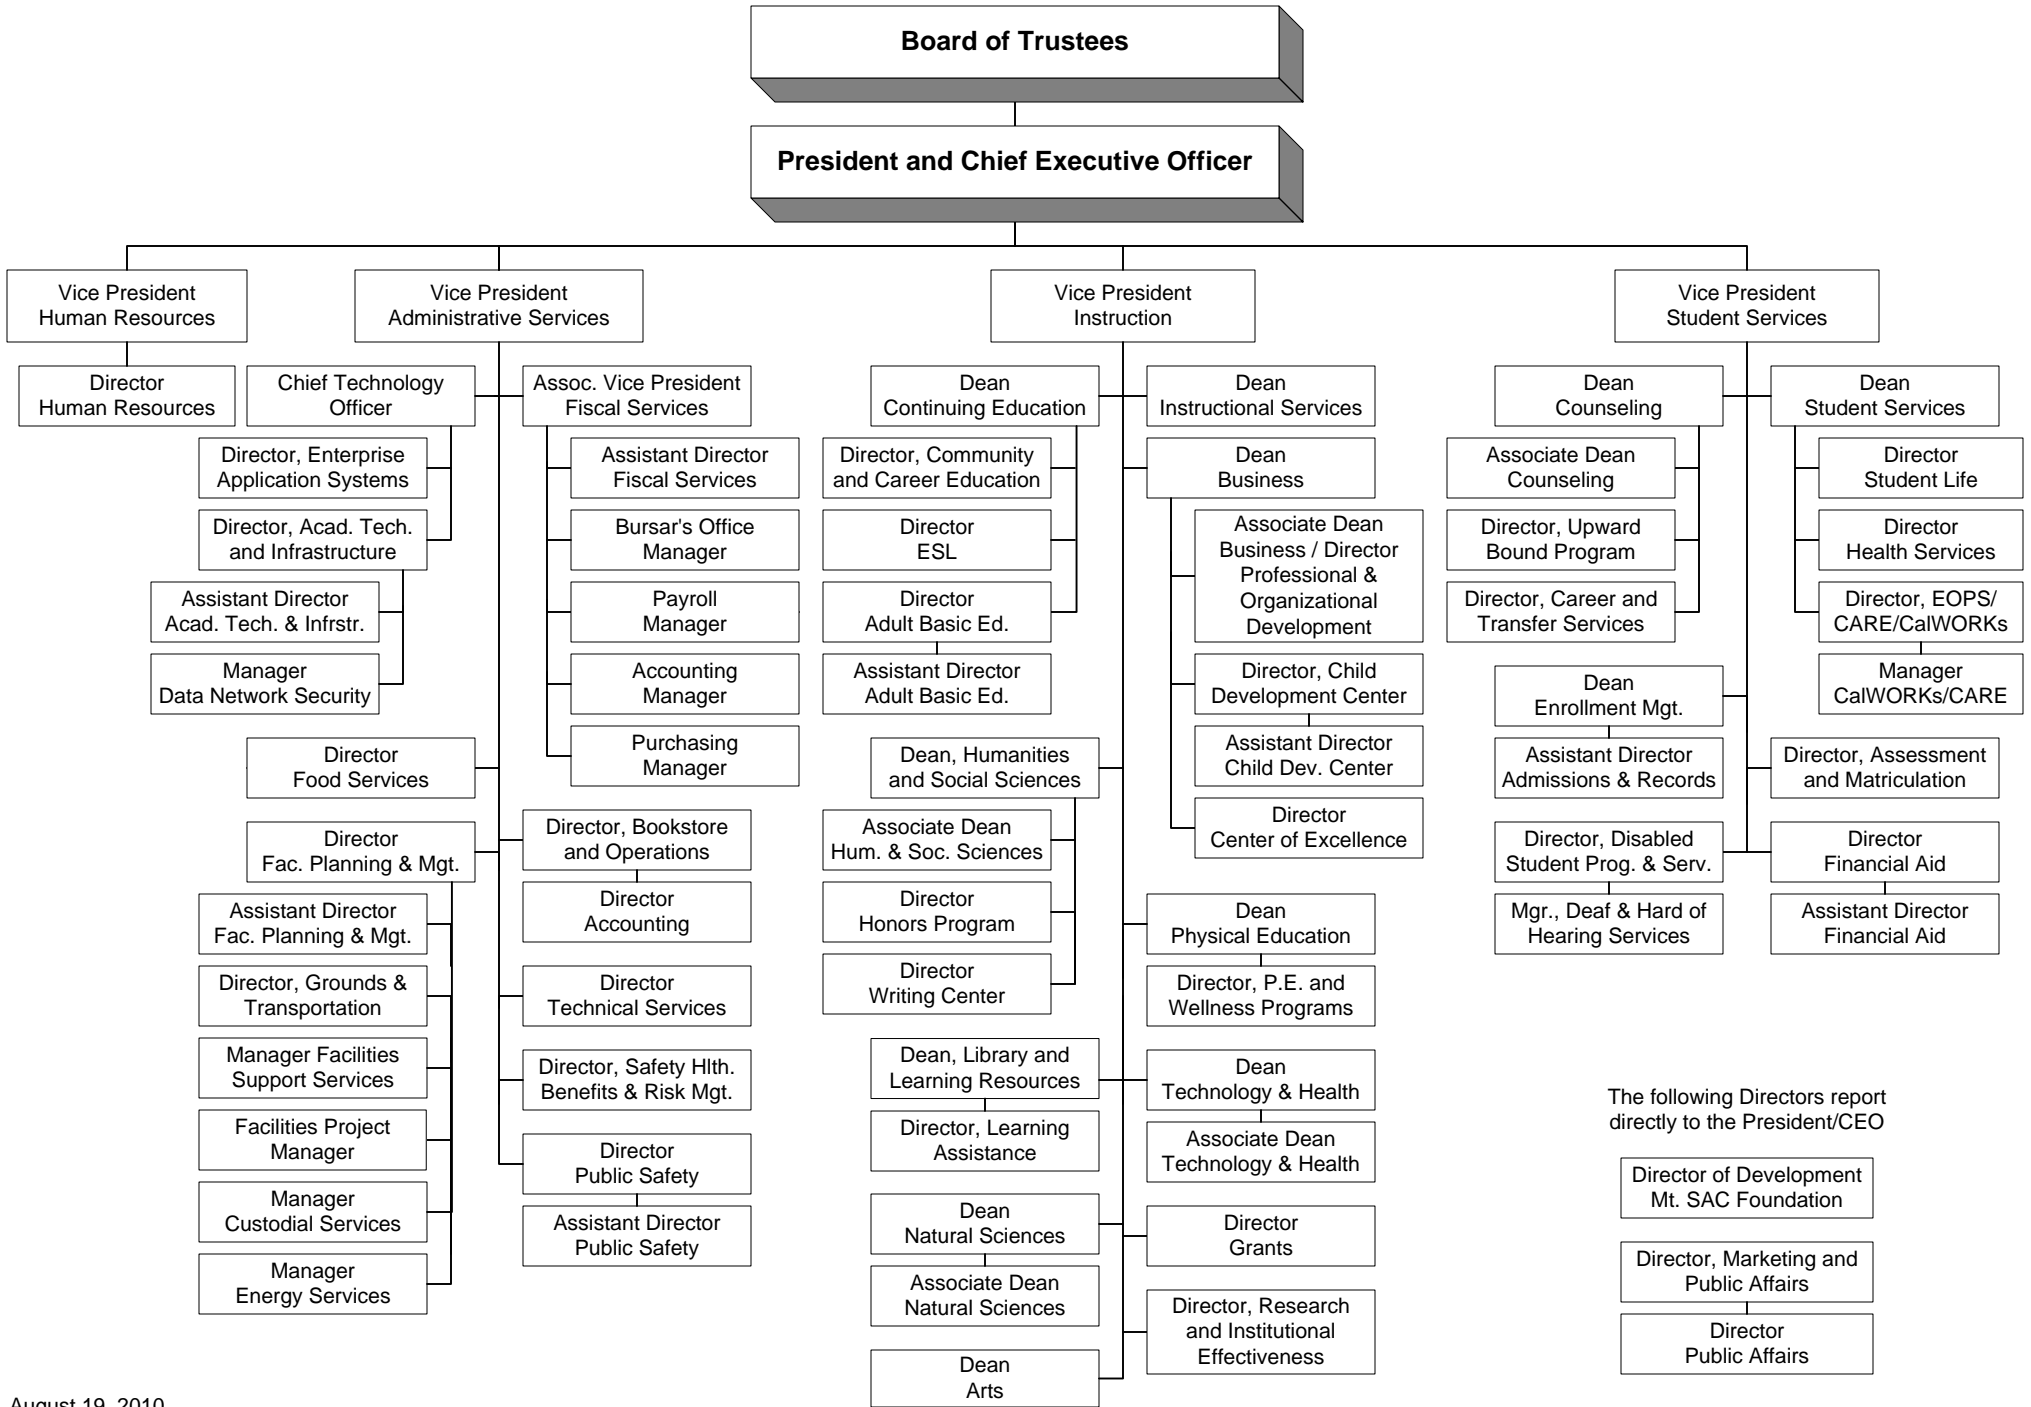 Board of Trustees
President and Chief Executive Officer
Vice President
Human Resources
Director
Human Resources
Vice President
Administrative Services
Chief Technology
Officer
Director, Enterprise
Application Systems
Director, Acad. Tech.
and Infrastructure
Assistant Director
Acad. Tech. & Infrstr.
Manager
Data Network Security
Assoc. Vice President
Fiscal Services
Assistant Director
Fiscal Services
Bursar's Office
Manager
Payroll
Manager
Accounting
Manager
Purchasing
Manager
Director
Food Services
Director
Fac. Planning & Mgt.
Assistant Director
Fac. Planning & Mgt.
Director, Grounds &
Transportation
Manager Facilities
Support Services
Facilities Project
Manager
Manager
Custodial Services
Manager
Energy Services
Director, Bookstore
and Operations
Director
Accounting
Director
Technical Services
Director, Safety Hlth.
Benefits & Risk Mgt.
Director
Public Safety
Assistant Director
Public Safety
Vice President
Instruction
Dean
Continuing Education
Director, Community
and Career Education
Director
ESL
Director
Adult Basic Ed.
Assistant Director
Adult Basic Ed.
Dean
Instructional Services
Dean
Business
Associate Dean
Business / Director
Professional &
Organizational
Development
Director, Child
Development Center
Assistant Director
Child Dev. Center
Director
Center of Excellence
Dean, Humanities
and Social Sciences
Associate Dean
Hum. & Soc. Sciences
Director
Honors Program
Director
Writing Center
Dean
Physical Education
Director, P.E. and
Wellness Programs
Dean, Library and
Learning Resources
Director, Learning
Assistance
Dean
Technology & Health
Associate Dean
Technology & Health
Dean
Natural Sciences
Associate Dean
Natural Sciences
Director
Grants
Director, Research
and Institutional
Effectiveness
Dean
Arts
Vice President
Student Services
Dean
Counseling
Associate Dean
Counseling
Director, Upward
Bound Program
Director, Career and
Transfer Services
Dean
Student Services
Director
Student Life
Director
Health Services
Director, EOPS/
CARE/CalWORKs
Manager
CalWORKs/CARE
Dean
Enrollment Mgt.
Assistant Director
Admissions & Records
Director, Assessment
and Matriculation
Director, Disabled
Student Prog. & Serv.
Mgr., Deaf & Hard of
Hearing Services
Director
Financial Aid
Assistant Director
Financial Aid
The following Directors report
directly to the President/CEO
Director of Development
Mt. SAC Foundation
Director, Marketing and
Public Affairs
Director
Public Affairs
August 19, 2010